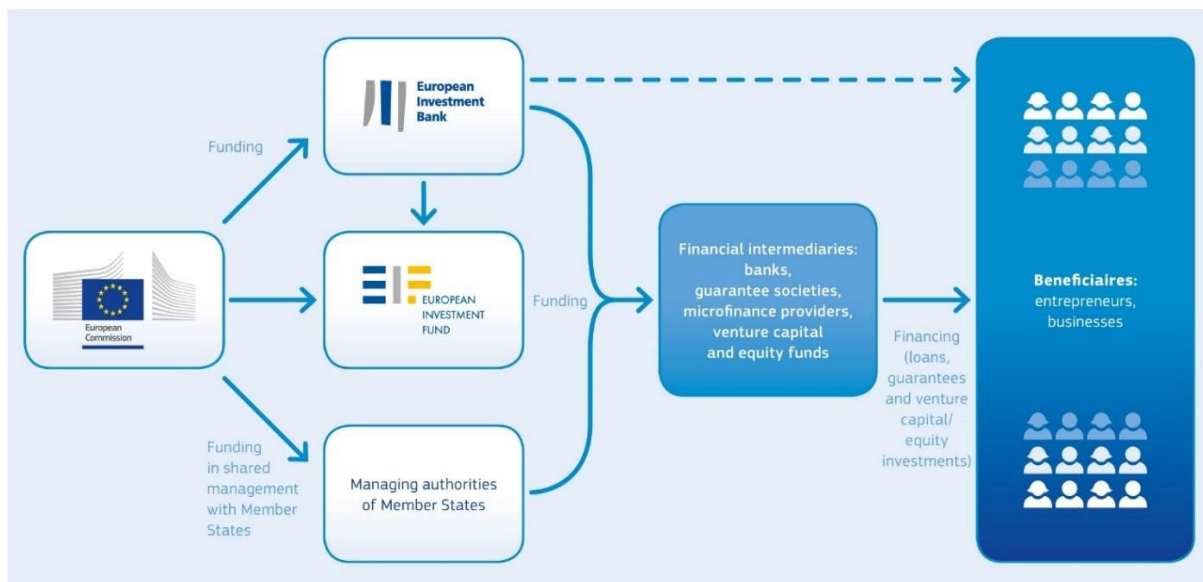 European
Investment
Bank
Funding
European
Commission
EUROPEAN
INVESTMENT
FUND
Funding
Funding
in shared
management
with Member
States
Managing authorities
of Member States
Financial intermediaries:
banks,
guarantee societies,
microfinance providers,
venture capital
and equity funds
Financing
(loans,
guarantees
and venture
capital/
equity
investments)
Beneficiaires:
entrepreneurs,
businesses